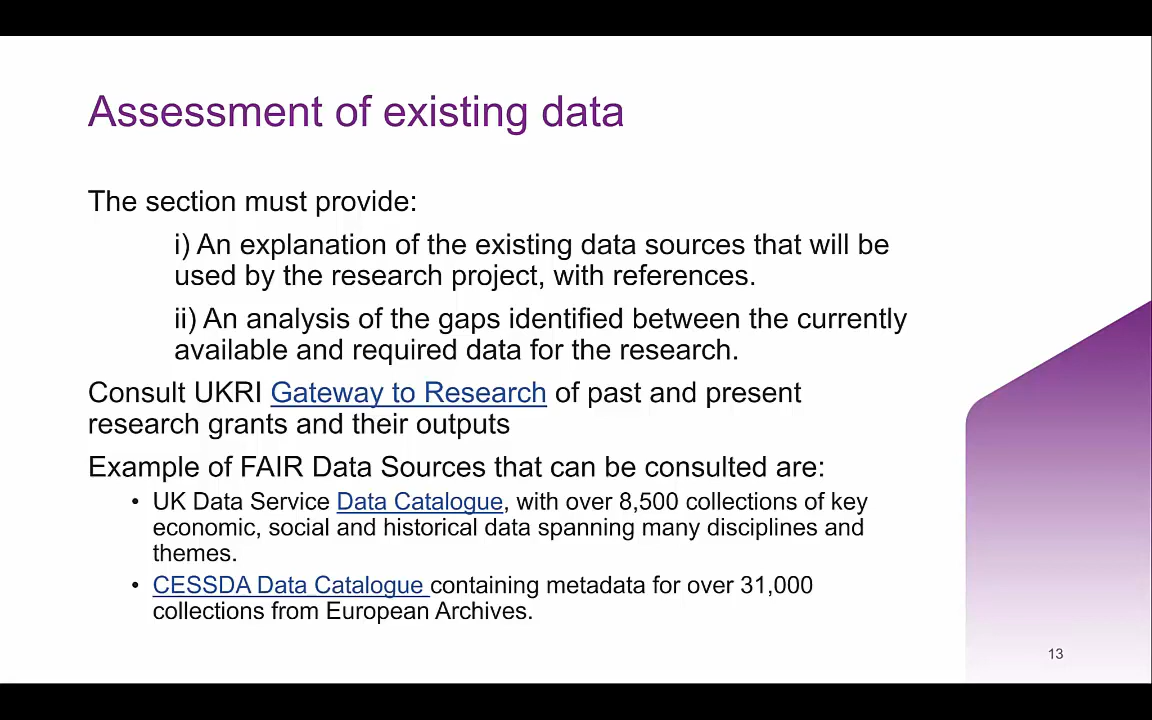 Assessment of existing data
The section must provide:
i) An explanation of the existing data sources that will be
used by the research project, with references.
ii) An analysis of the gaps identified between the currently
available and required data for the research.
Consult UKRI Gateway to Research of past and present
research grants and their outputs
Example of FAIR Data Sources that can be consulted are:
• UK Data Service Data Catalogue, with over 8,500 collections of key
economic, social and historical data spanning many disciplines and
themes.
• CESSDA Data Catalogue containing metadata for over 31,000
collections from European Archives.
13